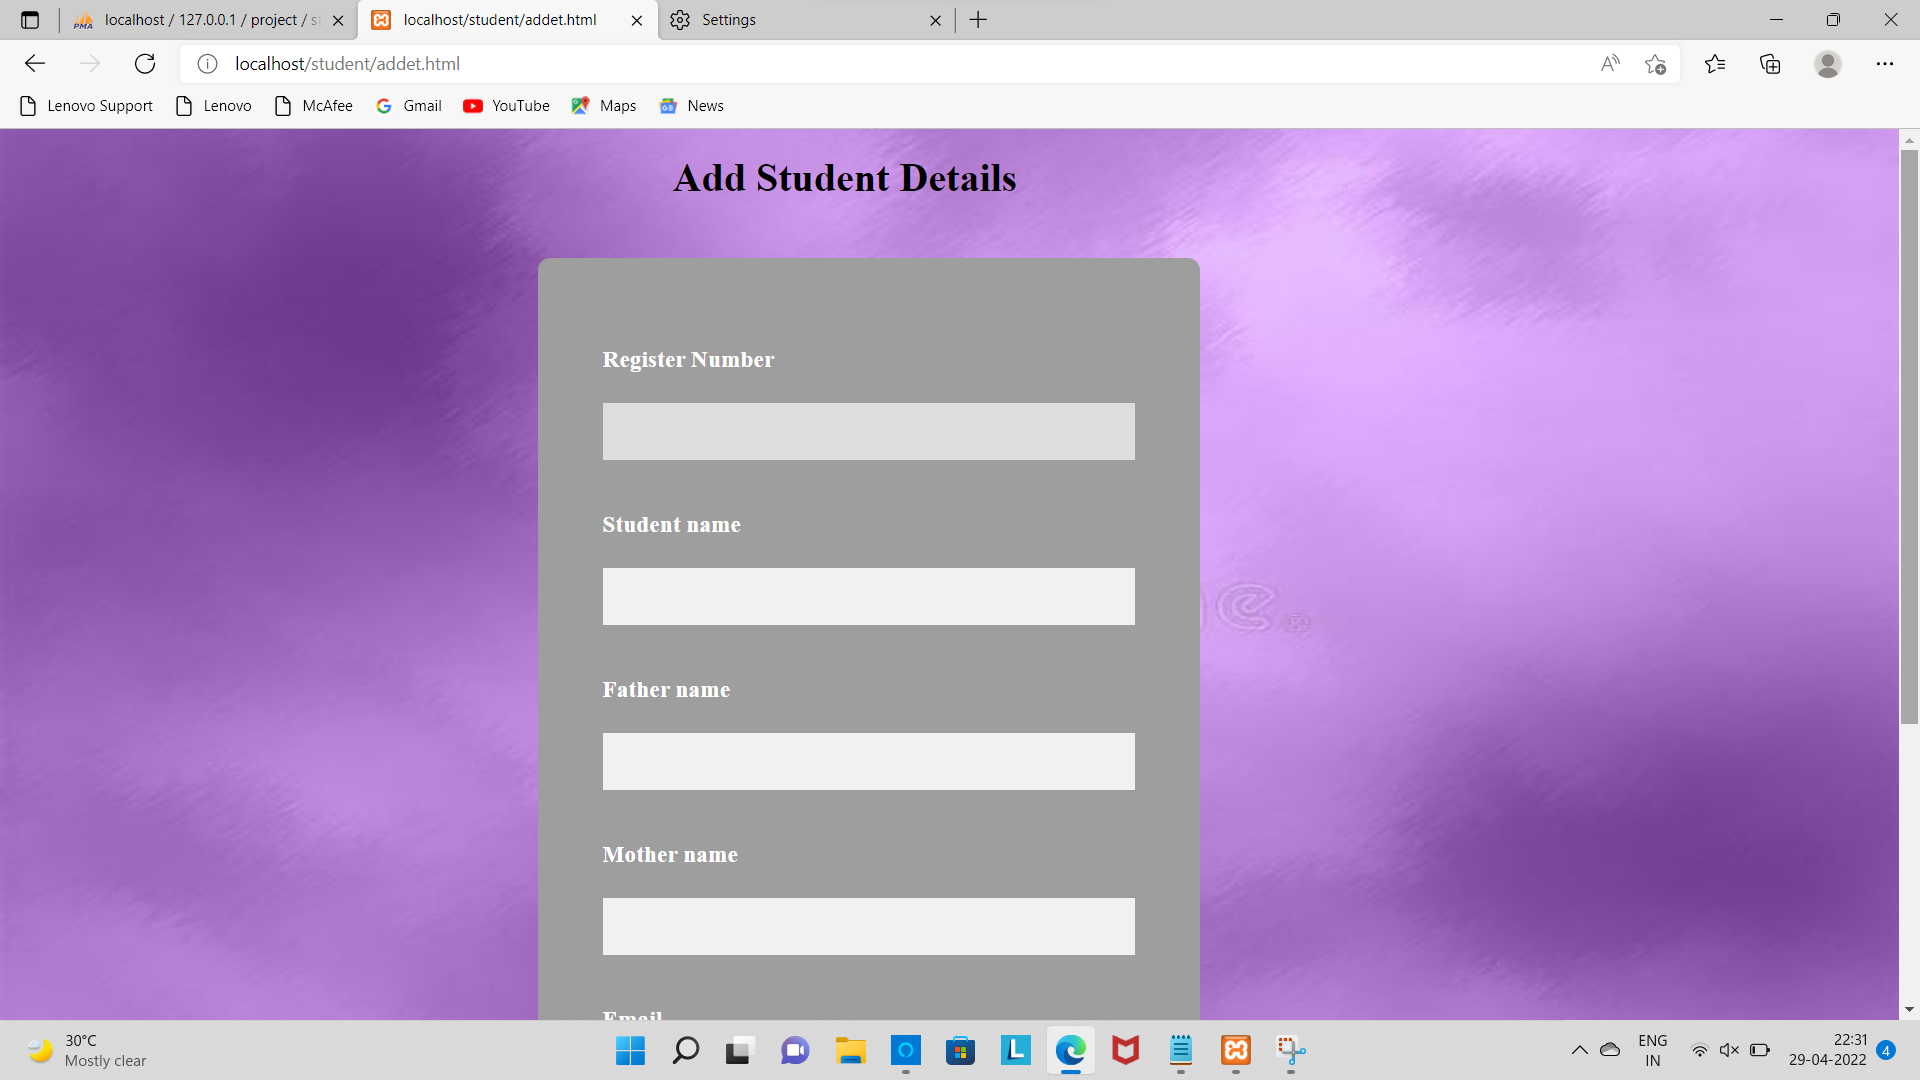 localhost / 127.0.0.1 / project / st
localhost/student/addet.html
Settings
localhost/student/addet.html
Lenovo Support
Lenovo
McAfee
Gmail
YouTube
Maps
News
Add Student Details
Register Number
Student name
Father name
Mother name
Email
30°C
Mostly clear
ENG
IN
22:31
29-04-2022
4